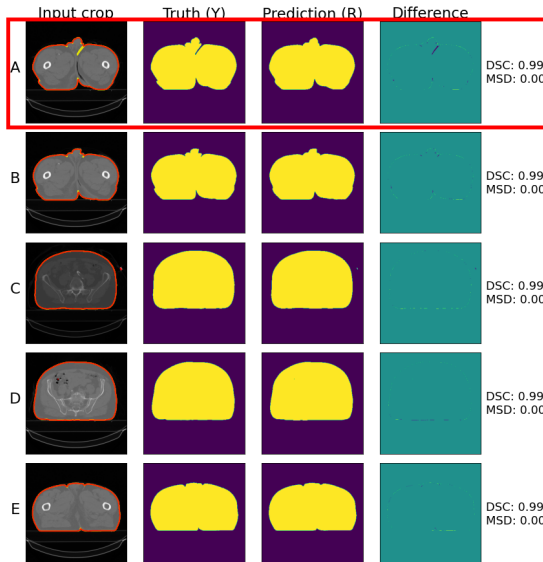 Input crop Truth (Y) Prediction (R) Difference
A
DSC: 0.99
MSD: 0.00
B
DSC: 0.99
MSD: 0.00
C
DSC: 0.99
MSD: 0.00
D
DSC: 0.99
MSD: 0.00
E
DSC: 0.99
MSD: 0.00